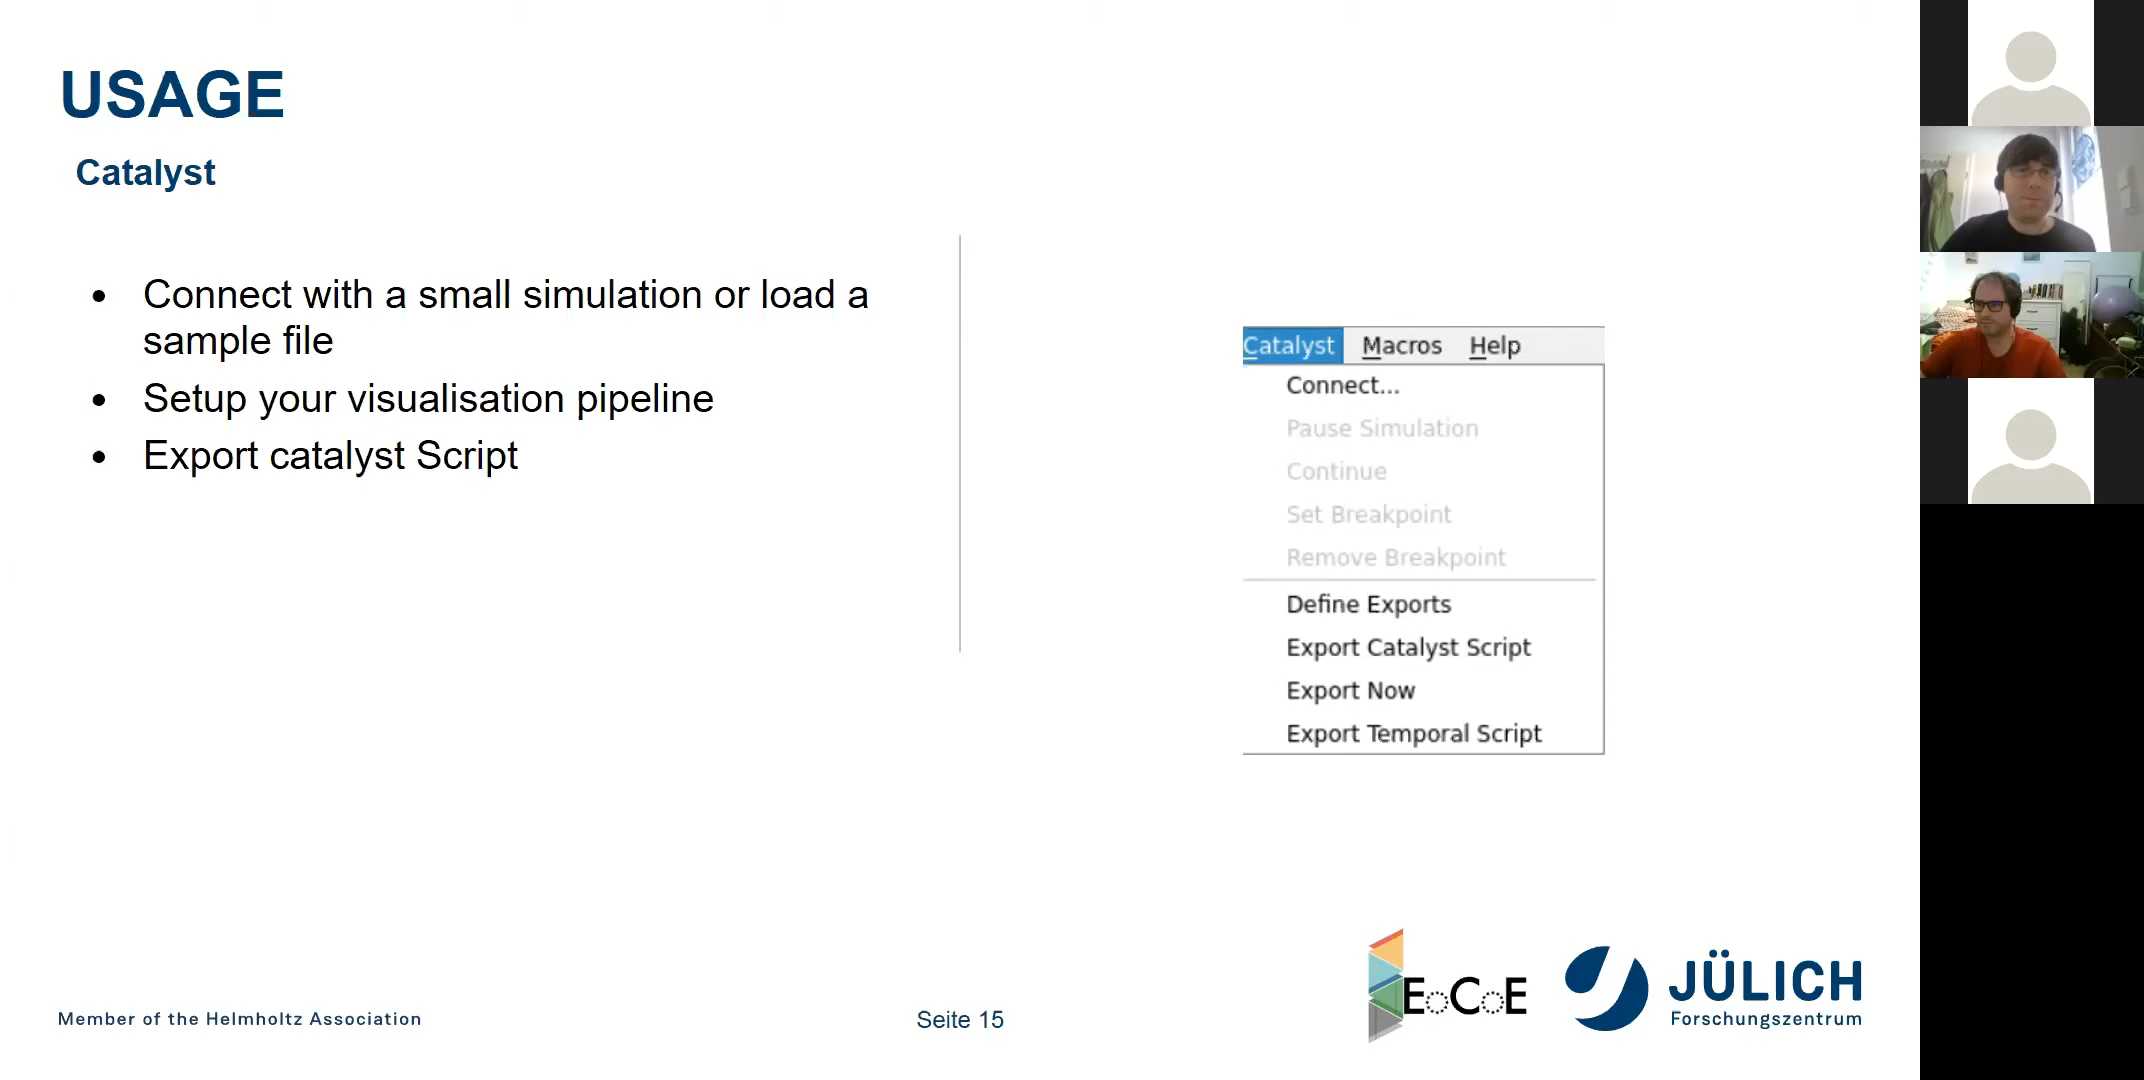 USAGE
Catalyst
• Connect with a small simulation or load a
sample file
• Setup your visualisation pipeline
• Export catalyst Script
Catalyst Macros Help
Connect...
Pause Simulation
Continue
Set Breakpoint
Remove Breakpoint
Define Exports
Export Catalyst Script
Export Now
Export Temporal Script
Member of the Helmholtz Association
Seite 15
EoCoE
JÜLICH
Forschungszentrum